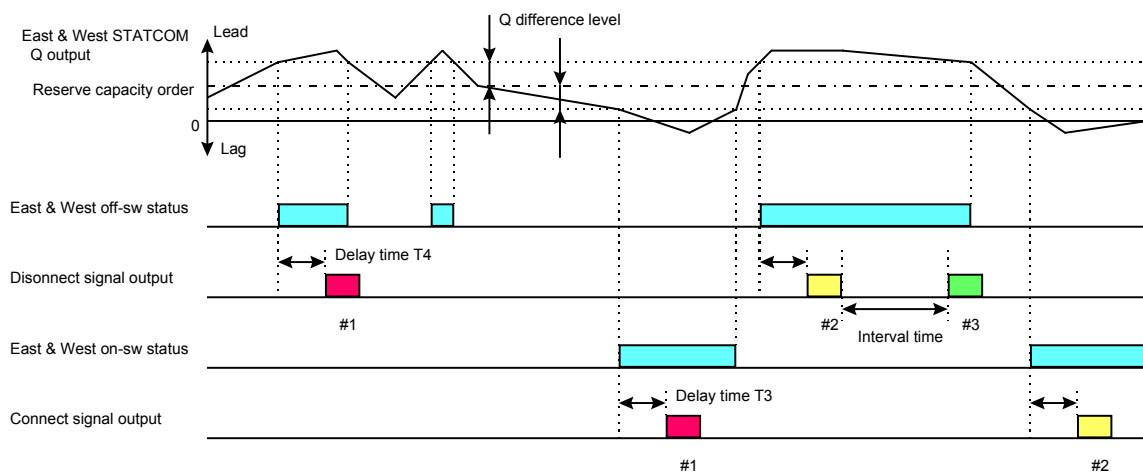 Q difference level
East & West STATCOM
Q output
Lead
Reserve capacity order
0
Lag
East & West off-sw status
Delay time T4
Disonnect signal output
#1
#2
#3
Interval time
East & West on-sw status
Delay time T3
Connect signal output
#1
#2